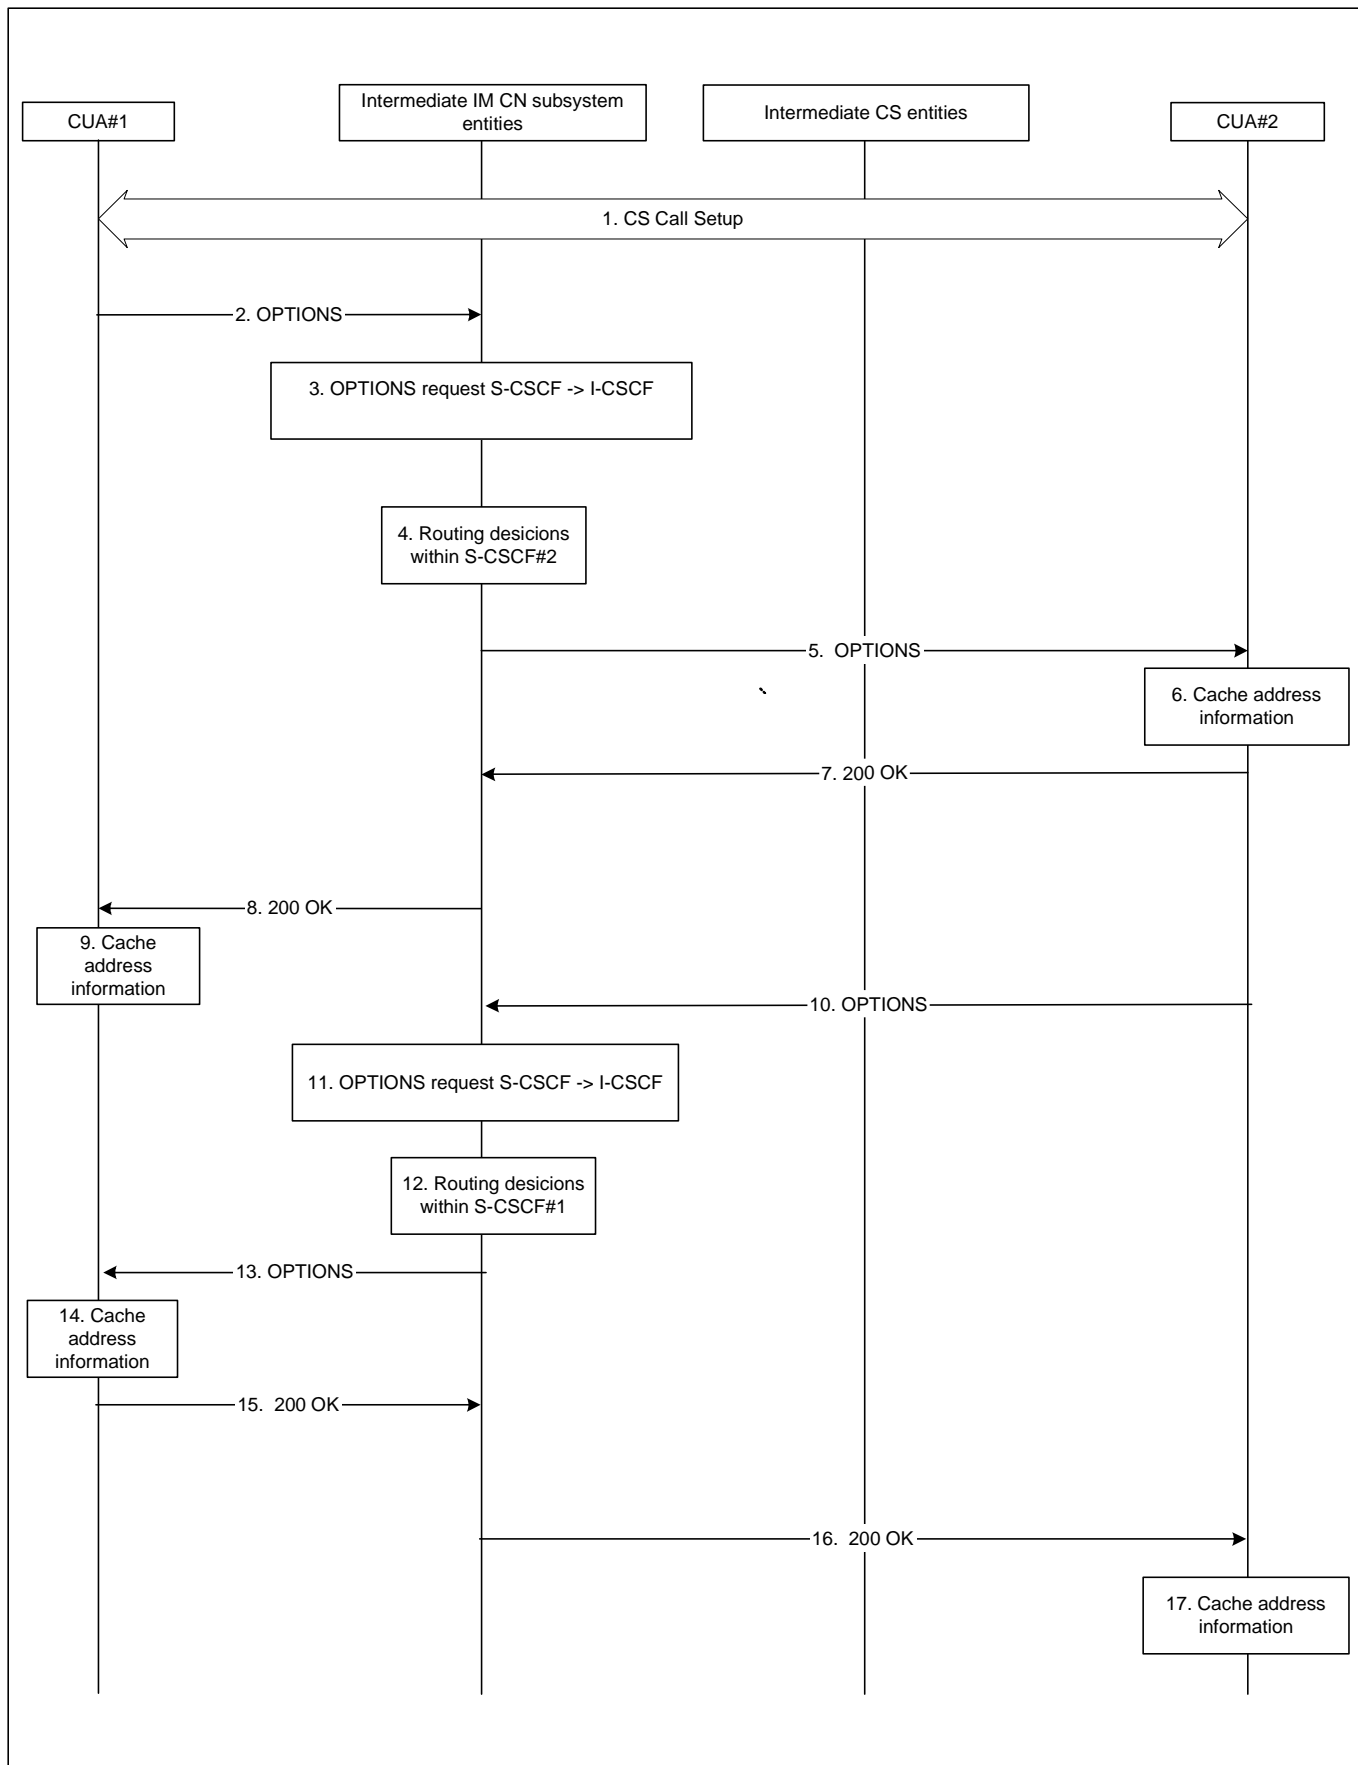 CUA#1
Intermediate IM CN subsystem
entities
Intermediate CS entities
CUA#2
1. CS Call Setup
2. OPTIONS
3. OPTIONS request S-CSCF -> I-CSCF
4. Routing desicions
within S-CSCF#2
5.  OPTIONS
6. Cache address
information
7. 200 OK
8. 200 OK
9. Cache
address
information
10. OPTIONS
11. OPTIONS request S-CSCF -> I-CSCF
12. Routing desicions
within S-CSCF#1
13. OPTIONS
14. Cache
address
information
15.  200 OK
16.  200 OK
17. Cache address
information